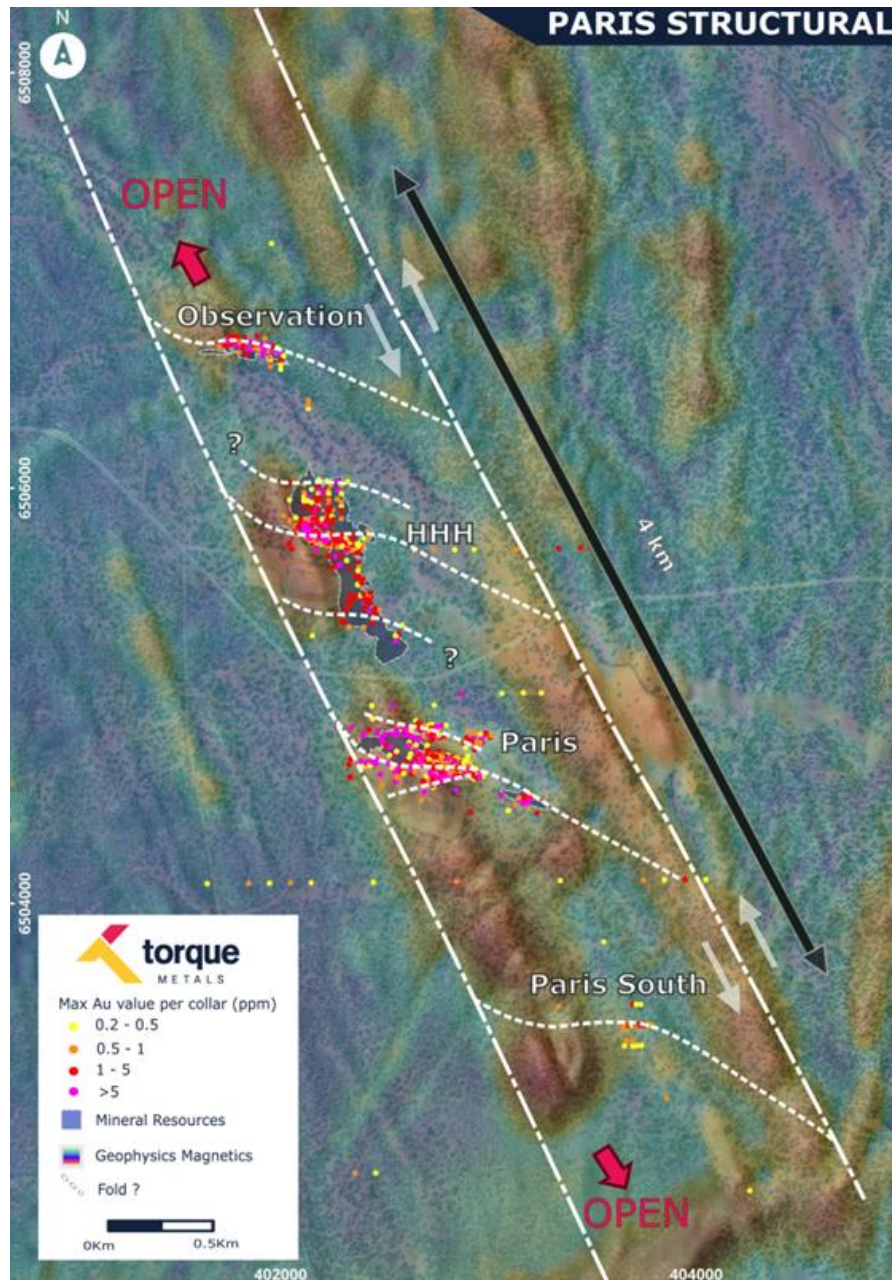 PARIS STRUCTURAL
N
6508000
OPEN
Observation
?
6506000
HHH
4 km
?
Paris
6504000
Paris South
torque
METALS
Max Au value per collar (ppm)
0.2 - 0.5
0.5 - 1
1 - 5
>5
Mineral Resources
Geophysics Magnetics
Fold ?
0Km
0.5Km
OPEN
402000
404000